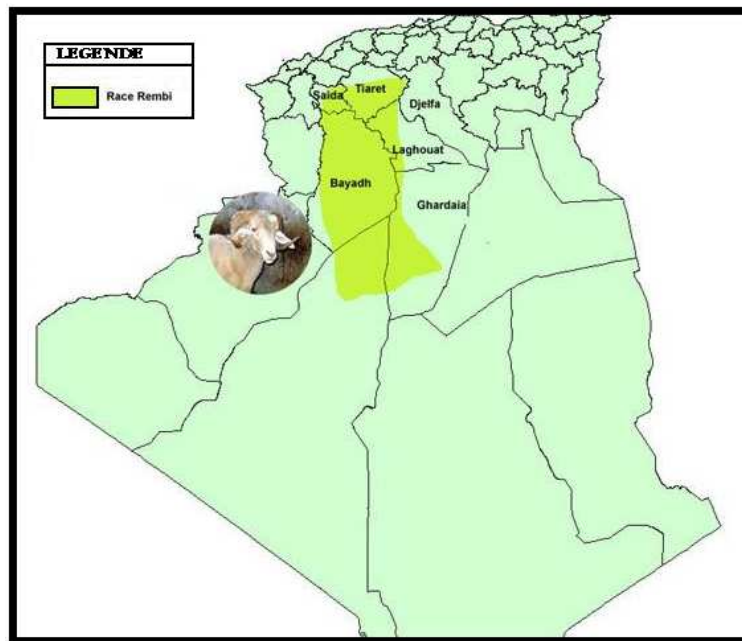 LEGENDE
Race Rembi
Saida
Tiaret
Djelfa
Laghouat
Bayadh
Ghardaia